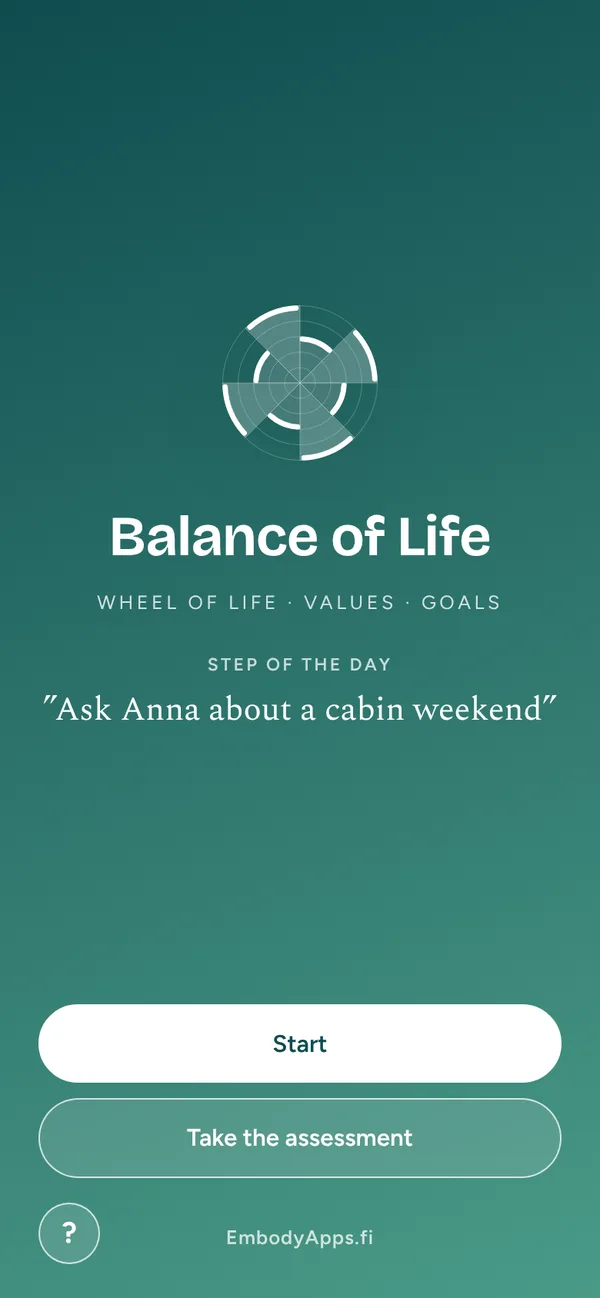 Balance of Life
WHEEL OF LIFE · VALUES · GOALS
STEP OF THE DAY
″Ask Anna about a cabin weekend″
Start
Take the assessment
?
EmbodyApps.fi